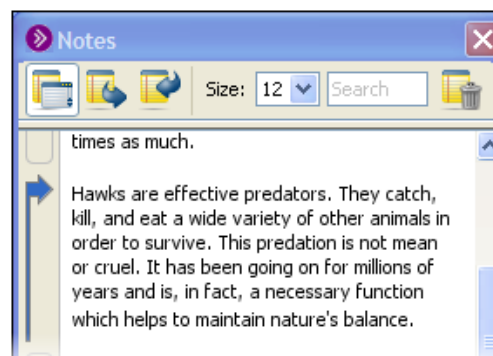 Notes
Size: 12 Search
times as much.
Hawks are effective predators. They catch,
kill, and eat a wide variety of other animals in
order to survive. This predation is not mean
or cruel. It has been going on for millions of
years and is, in fact, a necessary function
which helps to maintain nature's balance.